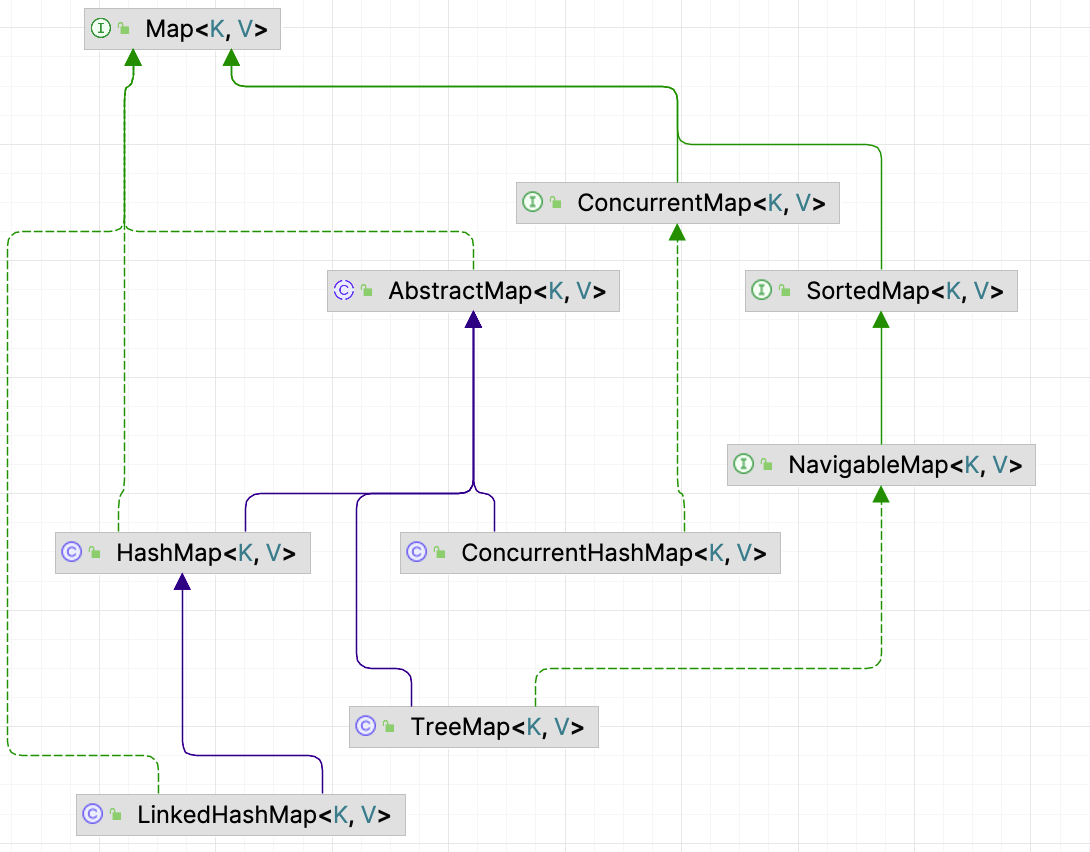 Map<K, V>
ConcurrentMap<K, V>
AbstractMap<K, V>
SortedMap<K, V>
NavigableMap<K, V>
HashMap<K, V>
ConcurrentHashMap<K, V>
TreeMap<K, V>
LinkedHashMap<K, V>